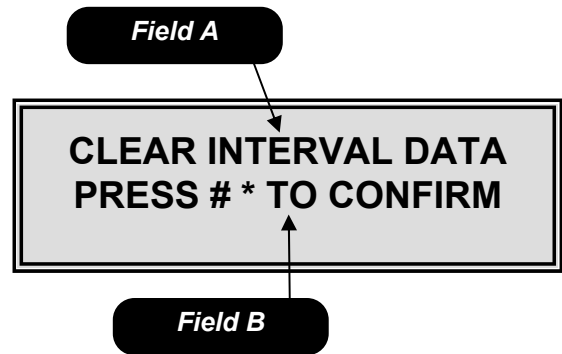 Field A
CLEAR INTERVAL DATA
PRESS # * TO CONFIRM
Field B